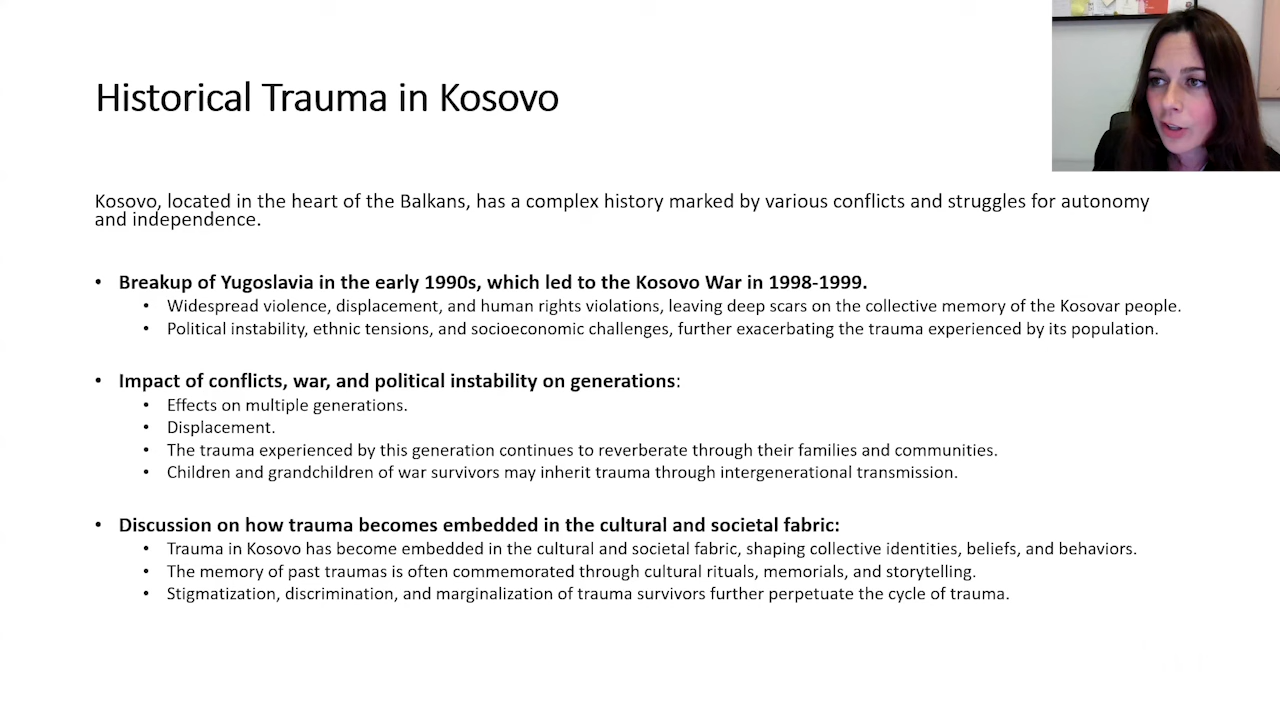 Historical Trauma in Kosovo
Kosovo, located in the heart of the Balkans, has a complex history marked by various conflicts and struggles for autonomy
and independence.
• Breakup of Yugoslavia in the early 1990s, which led to the Kosovo War in 1998-1999.
• Widespread violence, displacement, and human rights violations, leaving deep scars on the collective memory of the Kosovar people.
• Political instability, ethnic tensions, and socioeconomic challenges, further exacerbating the trauma experienced by its population.
• Impact of conflicts, war, and political instability on generations:
• Effects on multiple generations.
• Displacement.
• The trauma experienced by this generation continues to reverberate through their families and communities.
• Children and grandchildren of war survivors may inherit trauma through intergenerational transmission.
• Discussion on how trauma becomes embedded in the cultural and societal fabric:
• Trauma in Kosovo has become embedded in the cultural and societal fabric, shaping collective identities, beliefs, and behaviors.
• The memory of past traumas is often commemorated through cultural rituals, memorials, and storytelling.
• Stigmatization, discrimination, and marginalization of trauma survivors further perpetuate the cycle of trauma.